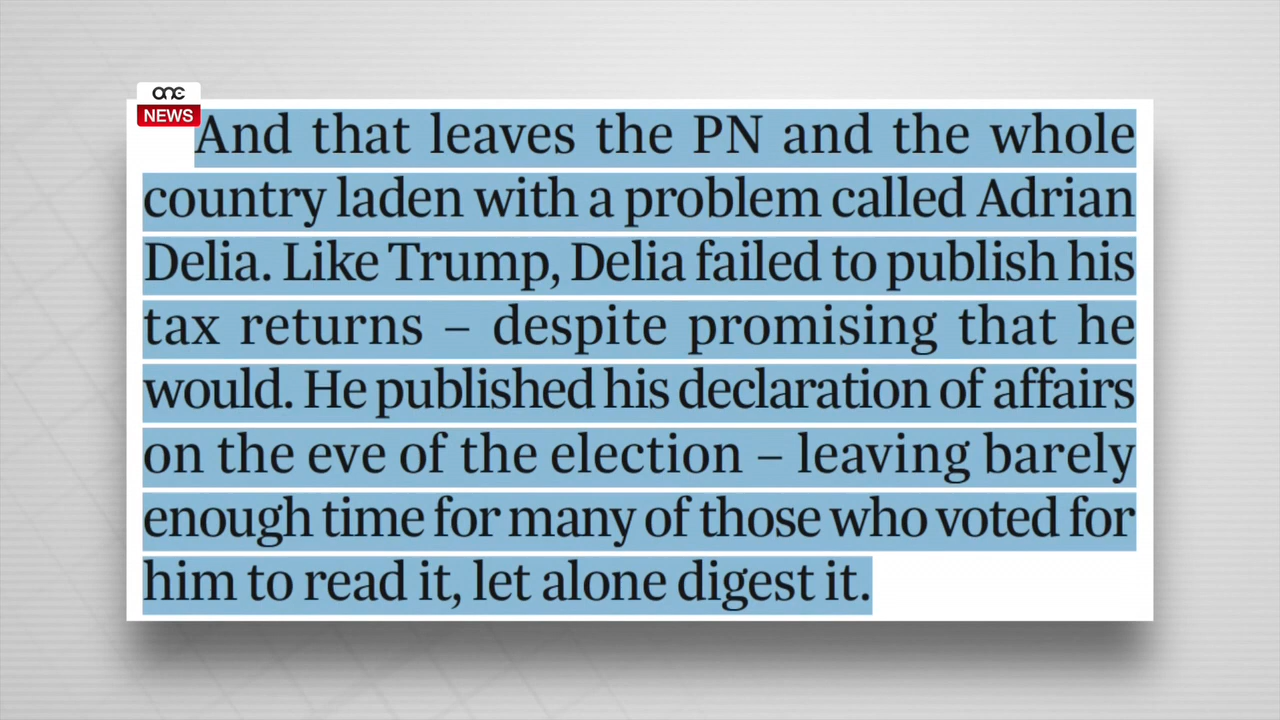 one
NEWS
And that leaves the PN and the whole
country laden with a problem called Adrian
Delia. Like Trump, Delia failed to publish his
tax returns – despite promising that he
would. He published his declaration of affairs
on the eve of the election – leaving barely
enough time for many of those who voted for
him to read it, let alone digest it.